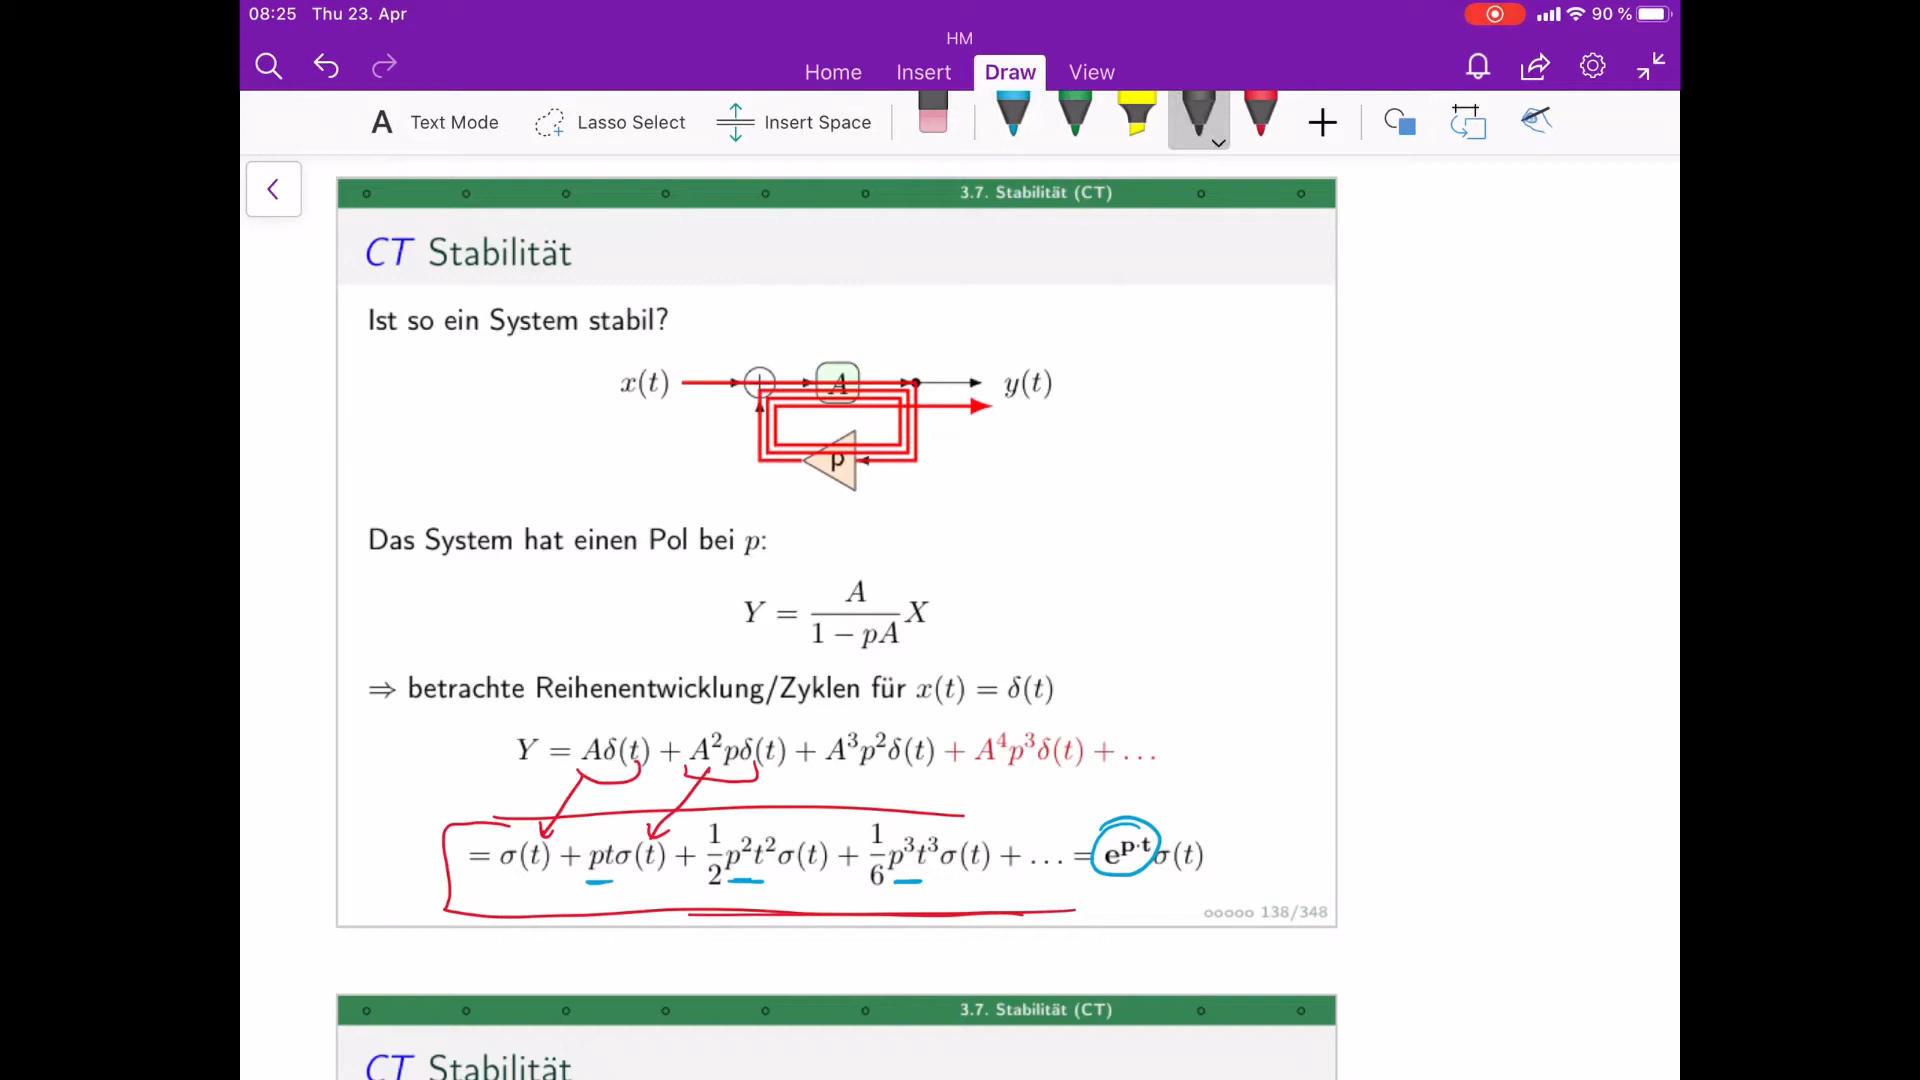 08:25 Thu 23. Apr
90 %
HM
Home Insert Draw View
A Text Mode Lasso Select Insert Space
3.7. Stabilität (CT)
CT Stabilität
Ist so ein System stabil?
x(t) + A y(t)
p
Das System hat einen Pol bei p:
Y = \frac{A}{1 − pA} X
⇒ betrachte Reihenentwicklung/Zyklen für x(t) = δ(t)
Y = Aδ(t) + A²pδ(t) + A³p²δ(t) + A⁴p³δ(t) + . . .
= σ(t) + ptσ(t) + \frac{1}{2}p²t²σ(t) + \frac{1}{6}p³t³σ(t) + . . . = e^{p·t}σ(t)
138/348
3.7. Stabilität (CT)
CT Stabilität